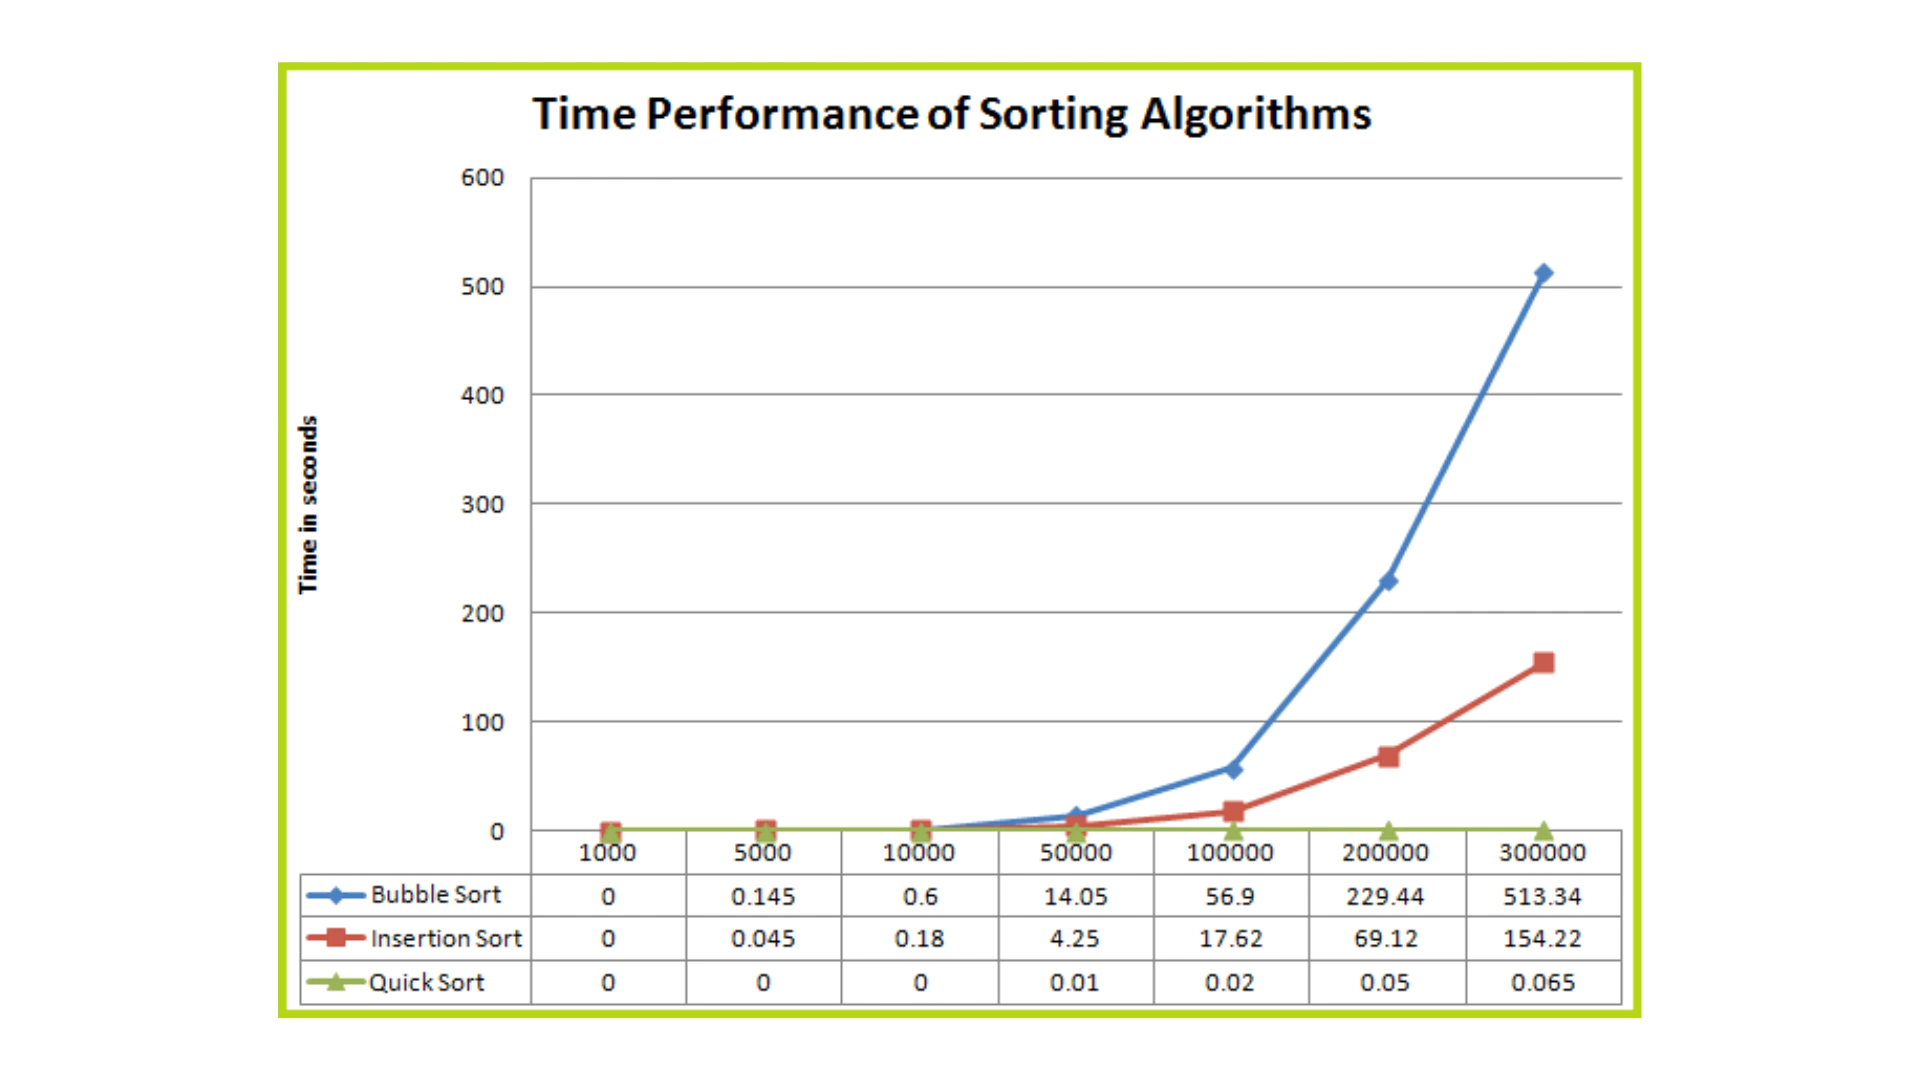 Time Performance of Sorting Algorithms
600
500
400
300
200
100
0
Time in seconds
1000 5000 10000 50000 100000 200000 300000
Bubble Sort 0 0.145 0.6 14.05 56.9 229.44 513.34
Insertion Sort 0 0.045 0.18 4.25 17.62 69.12 154.22
Quick Sort 0 0 0 0.01 0.02 0.05 0.065